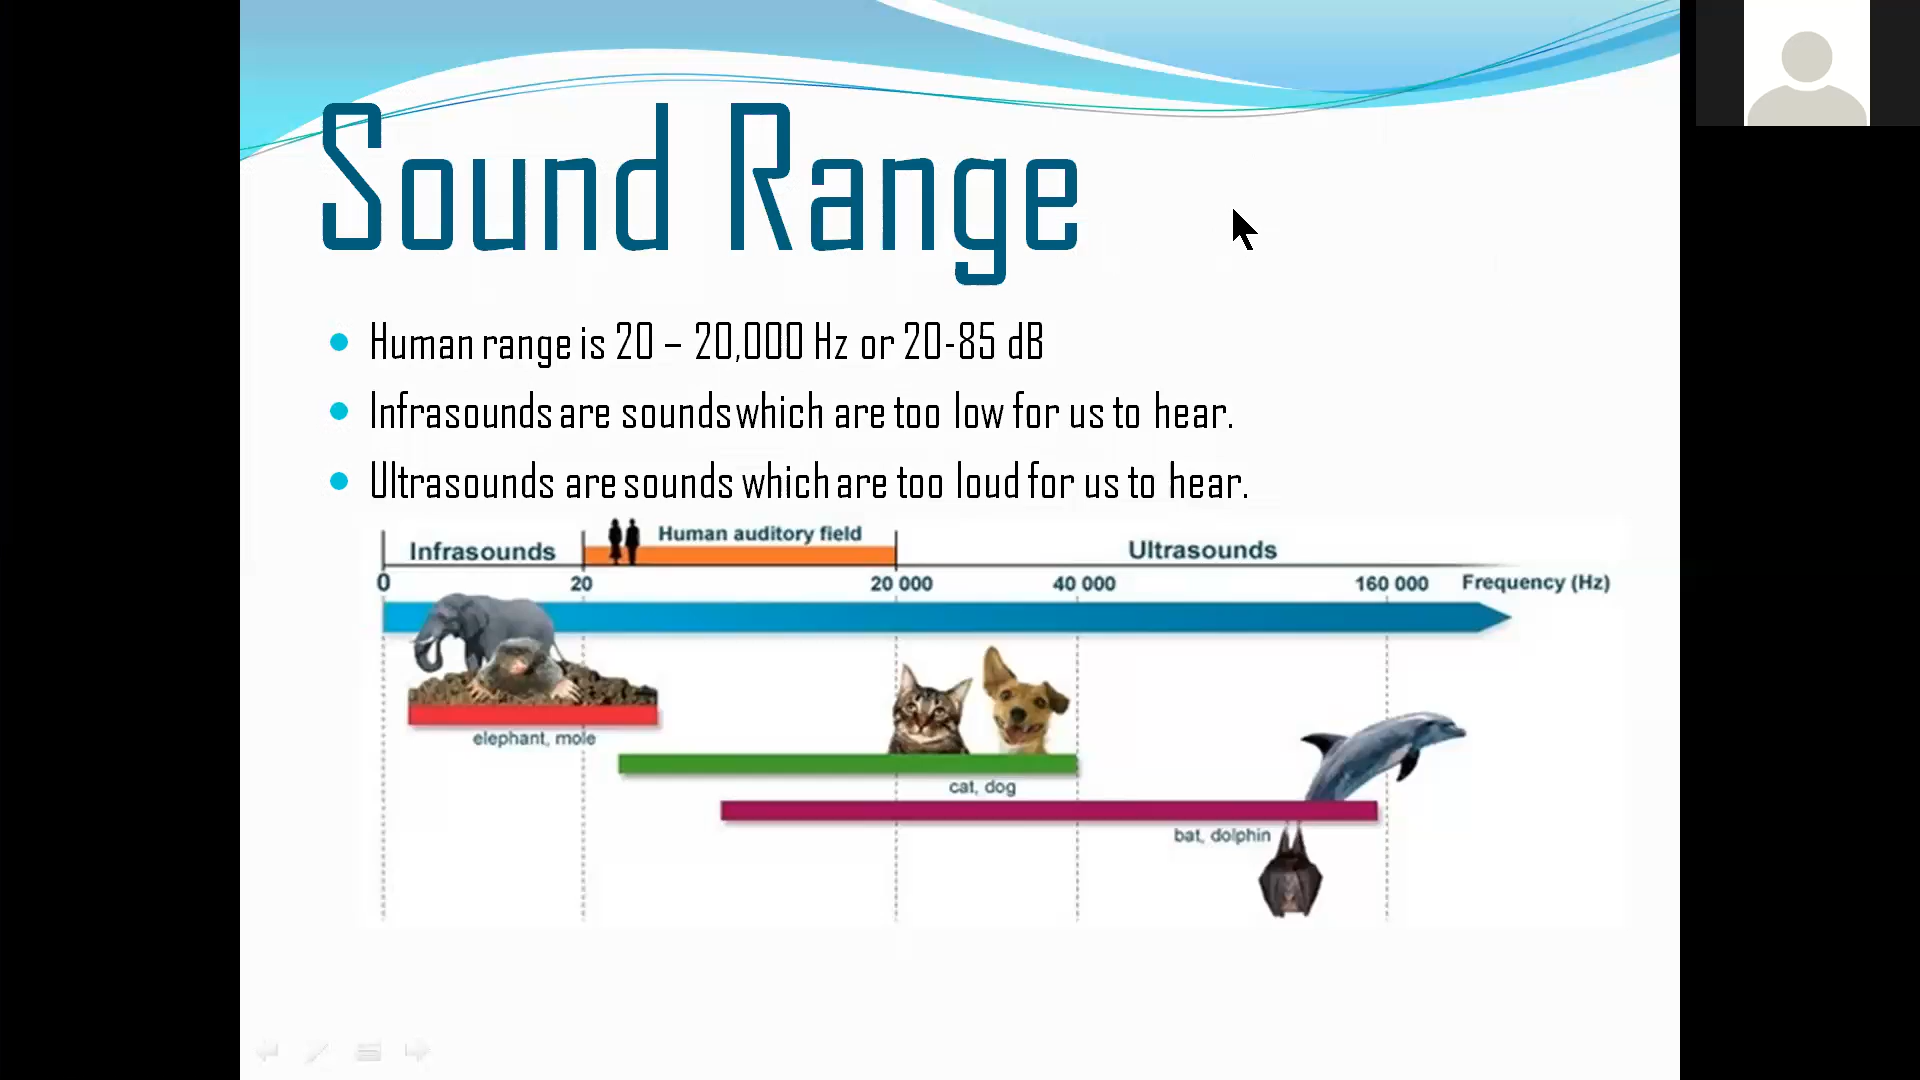 Sound Range
Human range is 20 – 20,000 Hz or 20-85 dB
Infrasounds are sounds which are too low for us to hear.
Ultrasounds are sounds which are too loud for us to hear.
Infrasounds Human auditory field Ultrasounds
0 20 20 000 40 000 160 000 Frequency (Hz)
elephant, mole
cat, dog
bat, dolphin